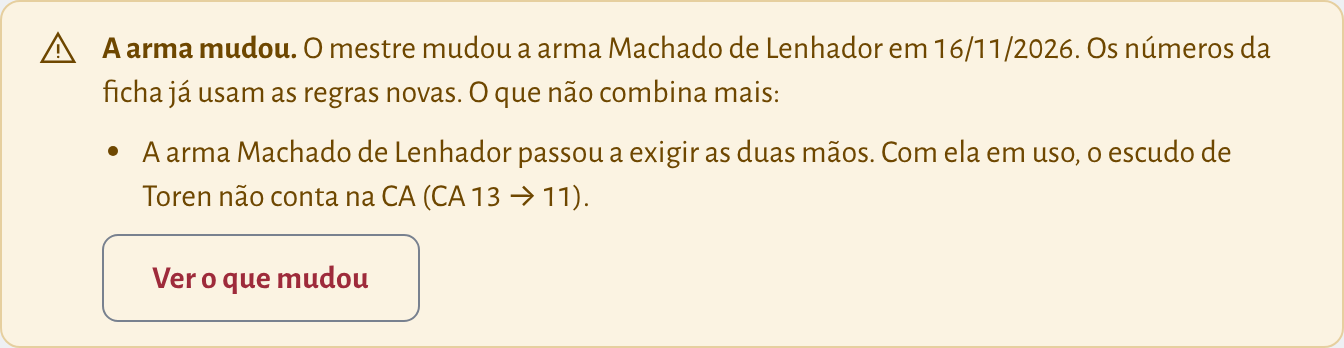 A arma mudou. O mestre mudou a arma Machado de Lenhador em 16/11/2026. Os números da
ficha já usam as regras novas. O que não combina mais:
• A arma Machado de Lenhador passou a exigir as duas mãos. Com ela em uso, o escudo de
Toren não conta na CA (CA 13 → 11).
Ver o que mudou